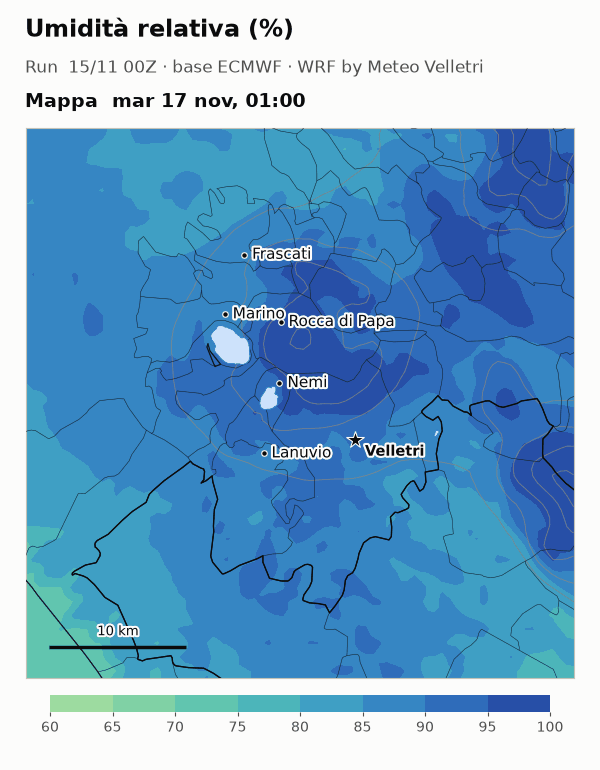 Umidità relativa (%)
Run  15/11 00Z · base ECMWF · WRF by Meteo Velletri
Mappa  mar 17 nov, 01:00
Frascati
Marino
Rocca di Papa
Nemi
Velletri
Lanuvio
10 km
60 65 70 75 80 85 90 95 100